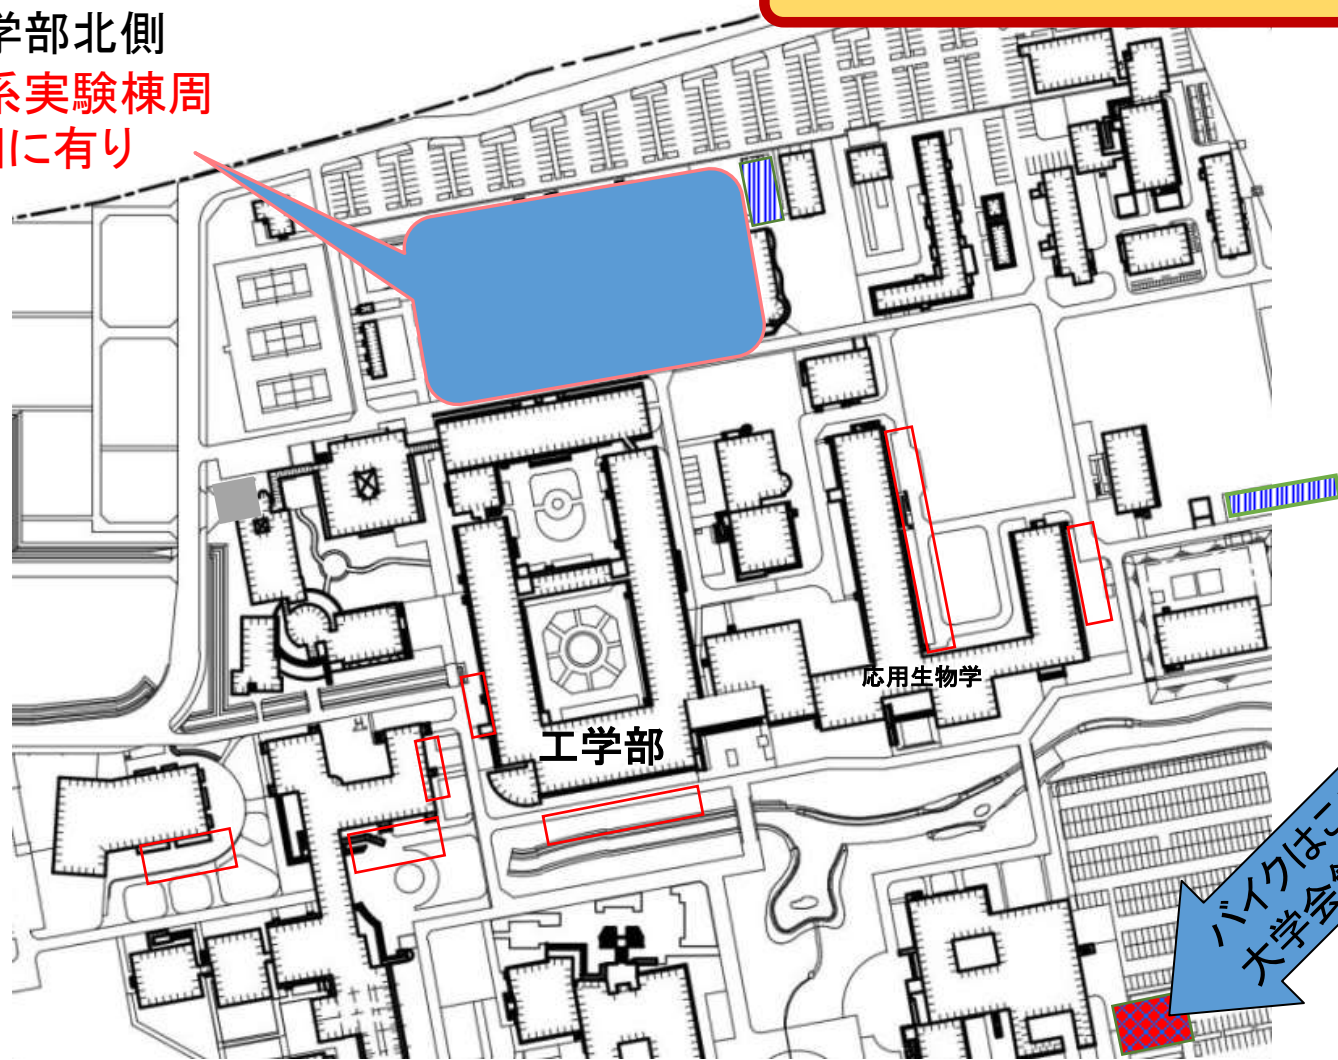 学部北側
系実験棟周
に有り
応用生物学
工学部
バイクはこ
大学会